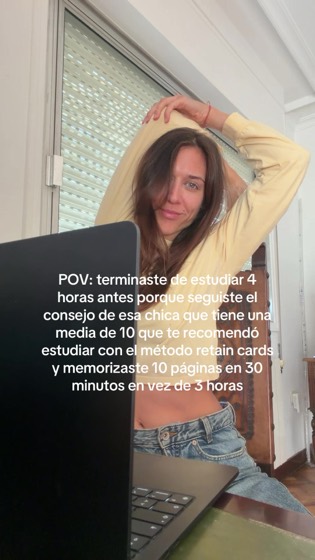 POV: terminaste de estudiar 4
horas antes porque seguiste el
consejo de esa chica que tiene una
media de 10 que te recomendó
estudiar con el método retain cards
y memorizaste 10 páginas en 30
minutos en vez de 3 horas